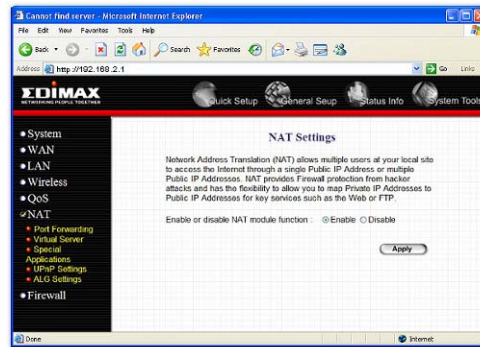 Cannot find server - Microsoft Internet Explorer
File Edit View Favorites Tools Help
Back Search Favorites
Address http://192.168.2.1 Go Links
EDIMAX
NETWORKING PEOPLE TOGETHER
Quick Setup General Seup Status Info System Tools
System
WAN
LAN
Wireless
QoS
NAT
Port Forwarding
Virtual Server
Special
Applications
UPnP Settings
ALG Settings
Firewall
NAT Settings
Network Address Translation (NAT) allows multiple users at your local site
to access the Internet through a single Public IP Address or multiple
Public IP Addresses. NAT provides Firewall protection from hacker
attacks and has the flexibility to allow you to map Private IP Addresses to
Public IP Addresses for key services such as the Web or FTP.
Enable or disable NAT module function : Enable Disable
Apply
Done Internet